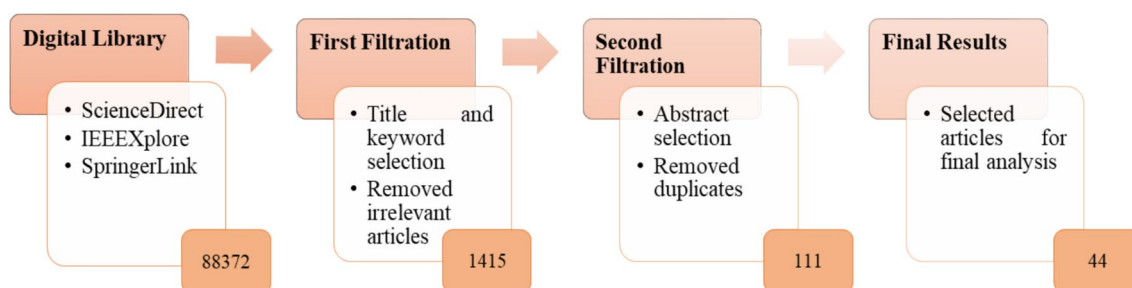 Digital Library
• ScienceDirect
• IEEEXplore
• SpringerLink
88372
First Filtration
• Title and
keyword
selection
• Removed
irrelevant
articles
1415
Second
Filtration
• Abstract
selection
• Removed
duplicates
111
Final Results
• Selected
articles for
final analysis
44